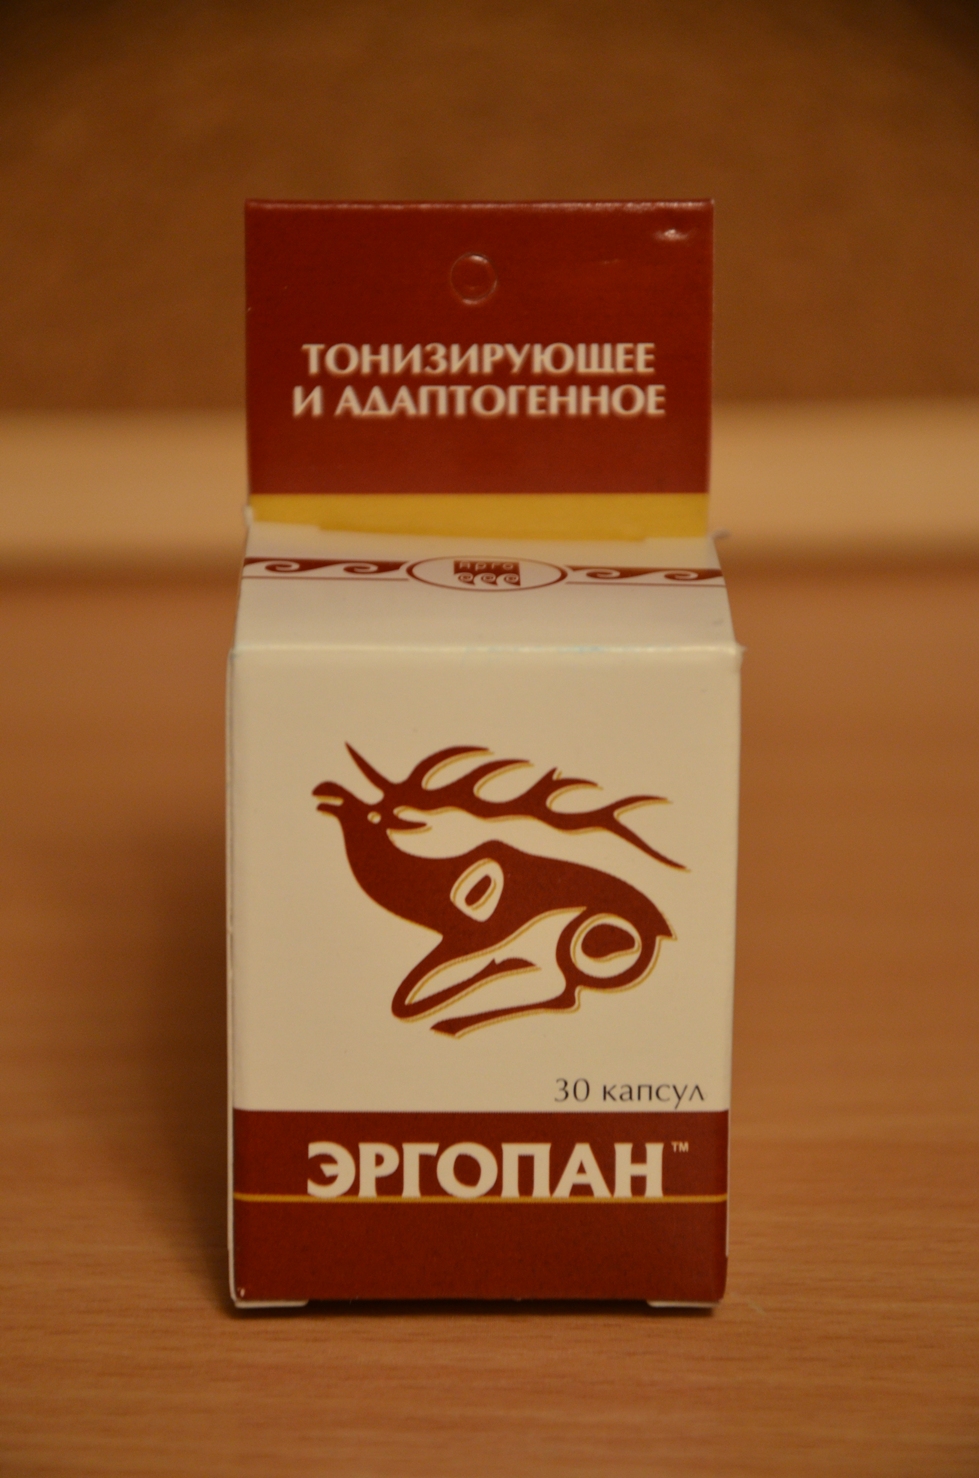 ТОНИЗИРУЮЩЕЕ
И АДАПТОГЕННОЕ
Арго
30 капсул
ЭРГОПАН™